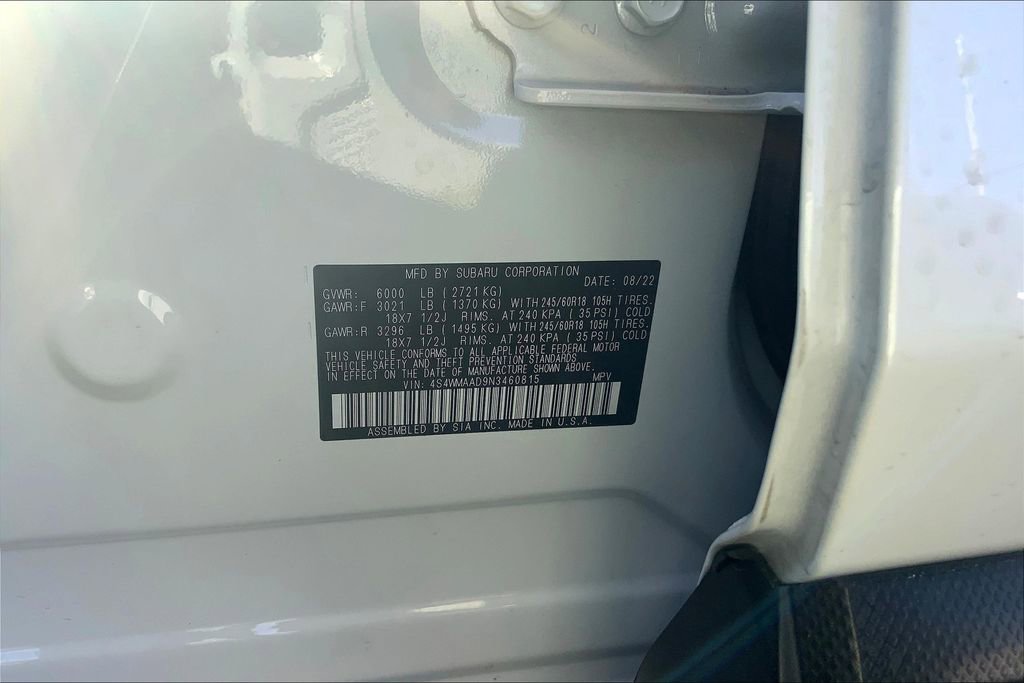 2
MFD BY SUBARU CORPORATION
DATE: 08/22
GVWR: 6000 LB ( 2721 KG)
GAWR:F 3021 LB ( 1370 KG) WITH 245/60R18 105H TIRES.
18X7 1/2J RIMS. AT 240 KPA ( 35 PSI) COLD
GAWR:R 3296 LB ( 1495 KG) WITH 245/60R18 105H TIRES.
18X7 1/2J RIMS. AT 240 KPA ( 35 PSI) COLD
THIS VEHICLE CONFORMS TO ALL APPLICABLE FEDERAL MOTOR
VEHICLE SAFETY AND THEFT PREVENTION STANDARDS
IN EFFECT ON THE DATE OF MANUFACTURE SHOWN ABOVE.
VIN: 4S4WMAAD9N3460815 MPV
ASSEMBLED BY SIA INC. MADE IN U.S.A.